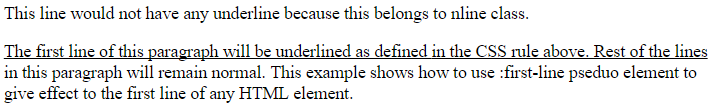 This line would not have any underline because this belongs to nline class.
The first line of this paragraph will be underlined as defined in the CSS rule above. Rest of the lines
in this paragraph will remain normal. This example shows how to use :first-line pseduo element to
give effect to the first line of any HTML element.